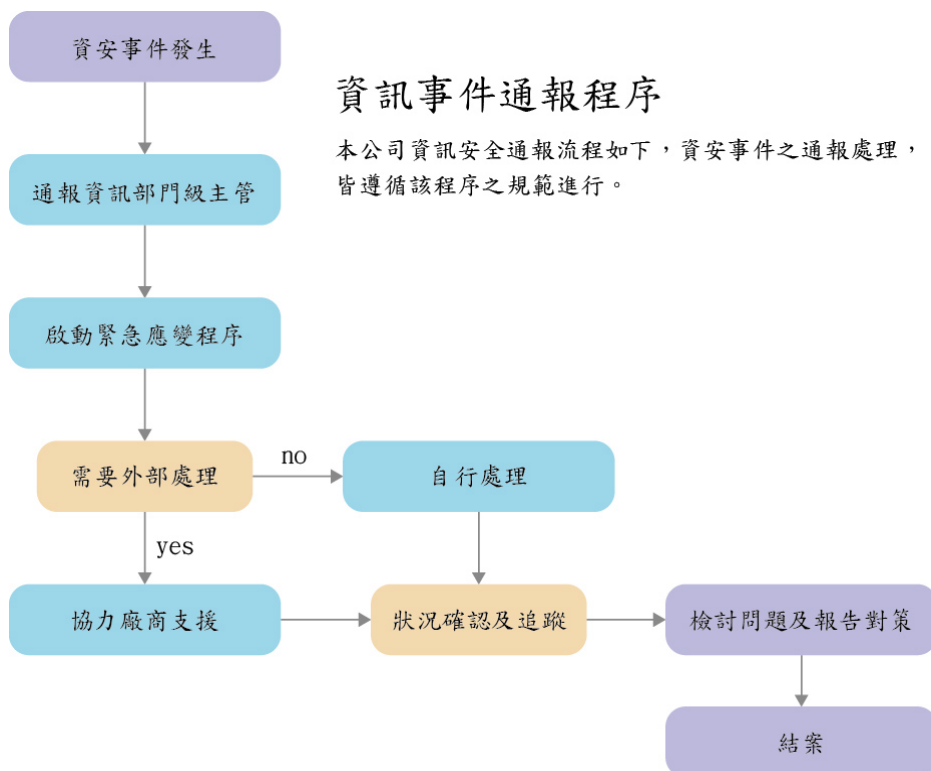 資安事件發生
資訊事件通報程序
本公司資訊安全通報流程如下，資安事件之通報處理，
皆遵循該程序之規範進行。
通報資訊部門級主管
啟動緊急應變程序
需要外部處理
no
自行處理
yes
協力廠商支援
狀況確認及追蹤
檢討問題及報告對策
結案